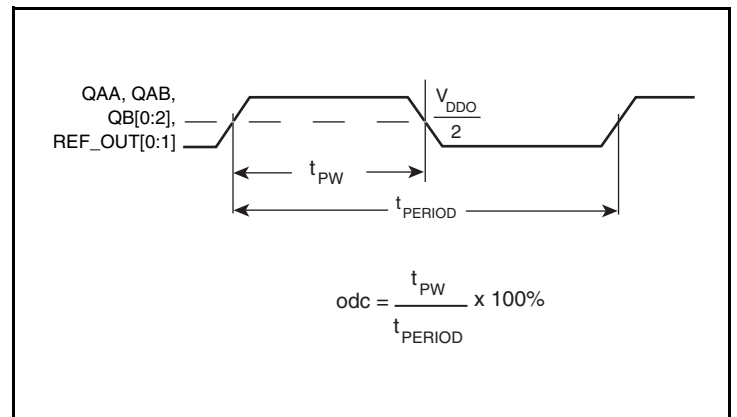 QAA, QAB,
QB[0:2],
REF_OUT[0:1]
VDDO
2
tPW
tPERIOD
odc = tPW / tPERIOD x 100%